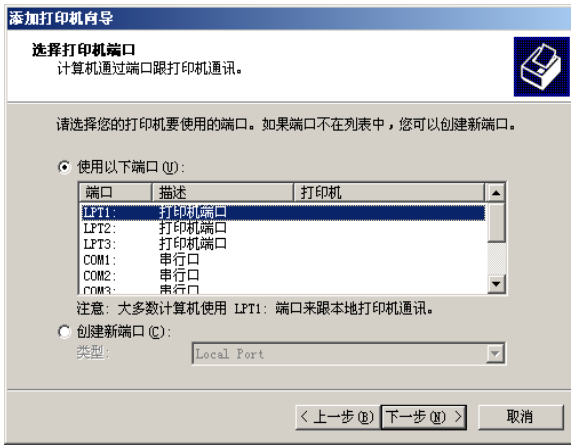 添加打印机向导
选择打印机端口
计算机通过端口跟打印机通讯。
请选择您的打印机要使用的端口。如果端口不在列表中，您可以创建新端口。
使用以下端口(U):
端口 描述 打印机
LPT1: 打印机端口
LPT2: 打印机端口
LPT3: 打印机端口
COM1: 串行口
COM2: 串行口
COM3: 串行口
注意: 大多数计算机使用 LPT1: 端口来跟本地打印机通讯。
创建新端口(C):
类型: Local Port
< 上一步(B) 下一步(N) > 取消